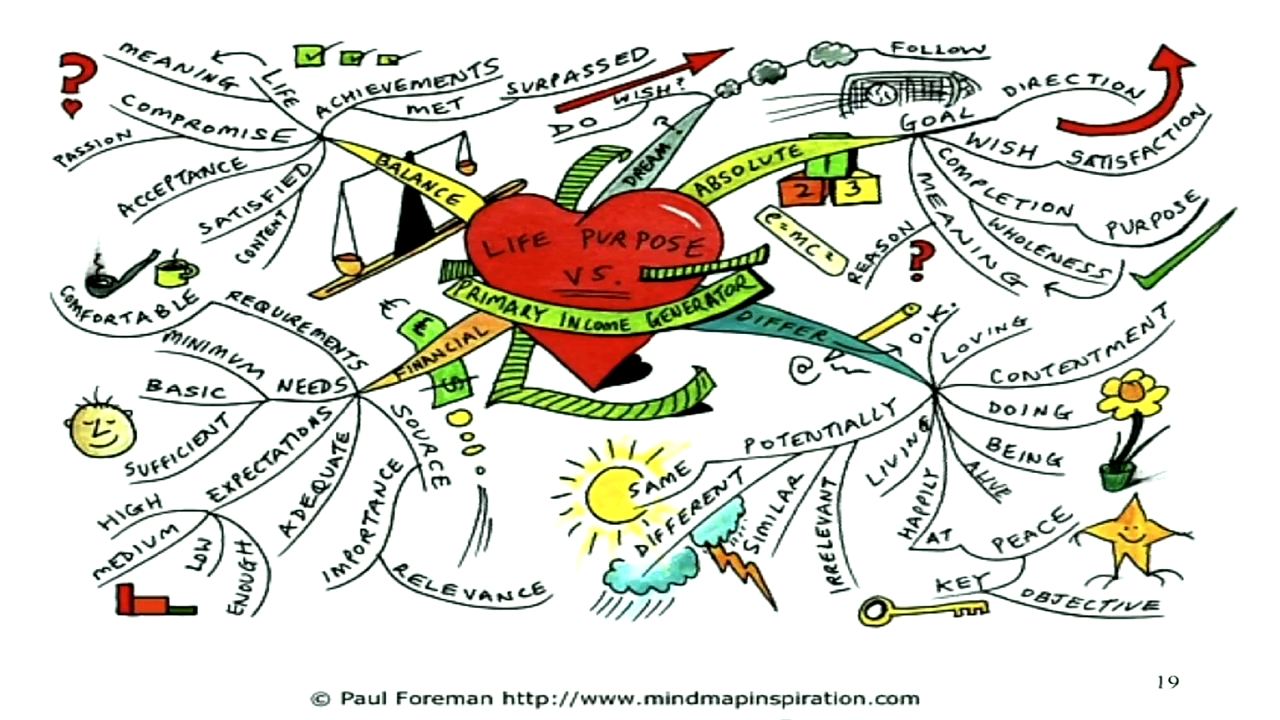 LIFE PURPOSE
VS.
PRIMARY INCOME GENERATOR
BALANCE
LIFE
MEANING
COMPROMISE
PASSION
ACCEPTANCE
SATISFIED
CONTENT
ACHIEVEMENTS
MET
SURPASSED
DREAM
?
DO WISH?
FOLLOW
ABSOLUTE
1
2 3
e=mc²
GOAL
DIRECTION
WISH
SATISFACTION
COMPLETION
PURPOSE
WHOLENESS
MEANING
REASON
?
?
DIFFER
@
O.K.
LOVING
CONTENTMENT
DOING
BEING
ALIVE
LIVING
HAPPILY
AT
PEACE
KEY
OBJECTIVE
POTENTIALLY
SAME
DIFFERENT
SIMILAR
IRRELEVANT
FINANCIAL
€
€
$
REQUIREMENTS
COMFORTABLE
NEEDS
MINIMUM
BASIC
SUFFICIENT
EXPECTATIONS
HIGH
MEDIUM
LOW
ENOUGH
ADEQUATE
SOURCE
IMPORTANCE
RELEVANCE
19
© Paul Foreman http://www.mindmapinspiration.com